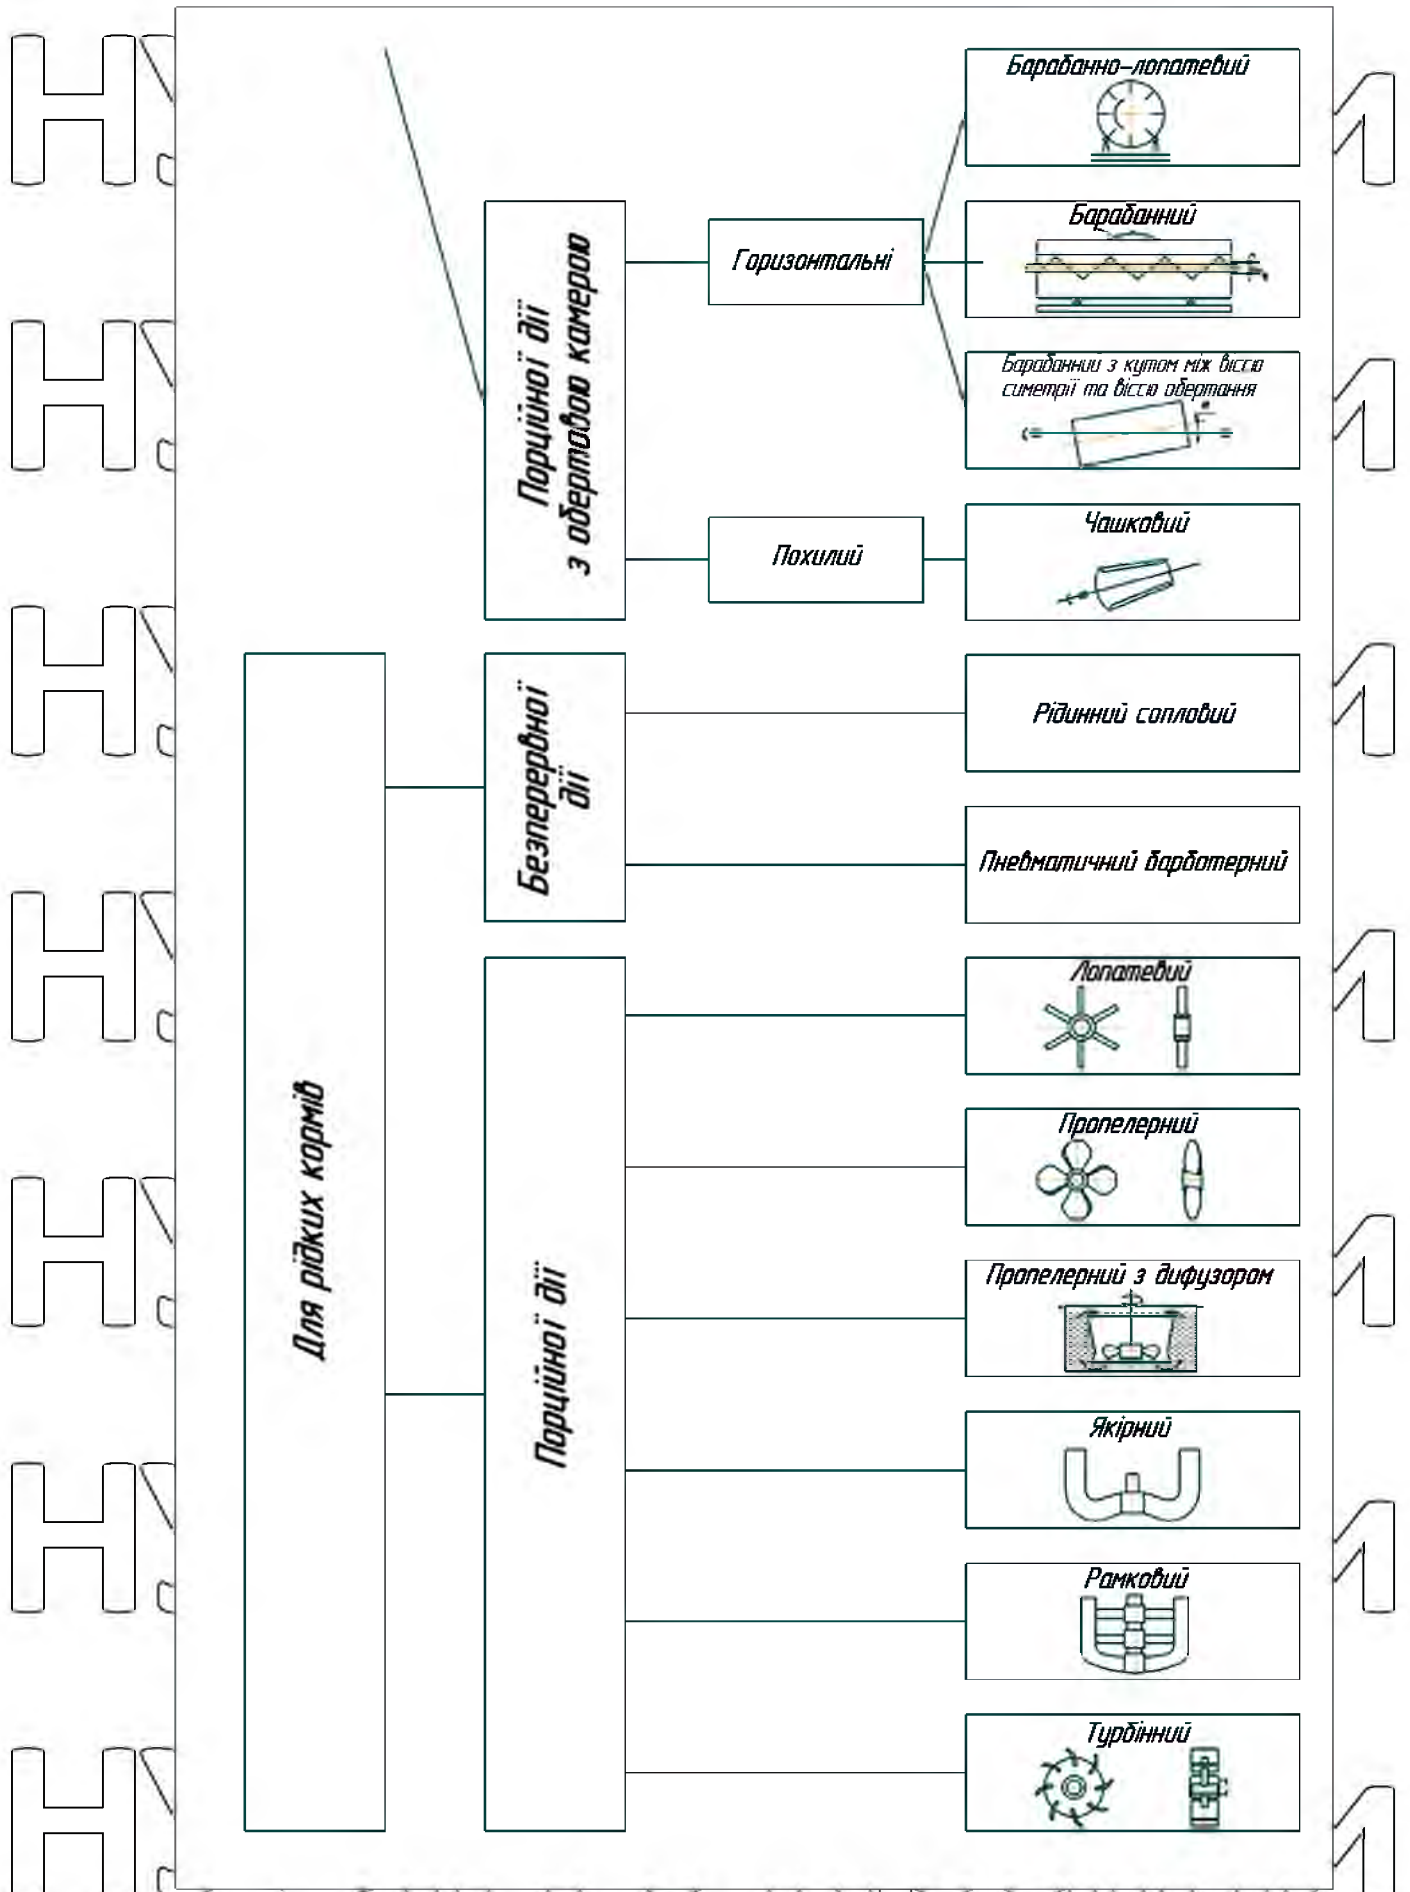 Барабанно-лопатевий
Барабанний
Горизонтальні
Порційної дії
з обертовою камерою
Барабанний з кутом між віссю
симетрії та віссю обертання
Чашковий
Похилий
Рідинний сопловий
Безперервної
дії
Пневматичний барботерний
Лопатевий
Для рідких кормів
Пропелерний
Порційної дії
Пропелерний з дифузором
Якірний
Рамковий
Турбінний